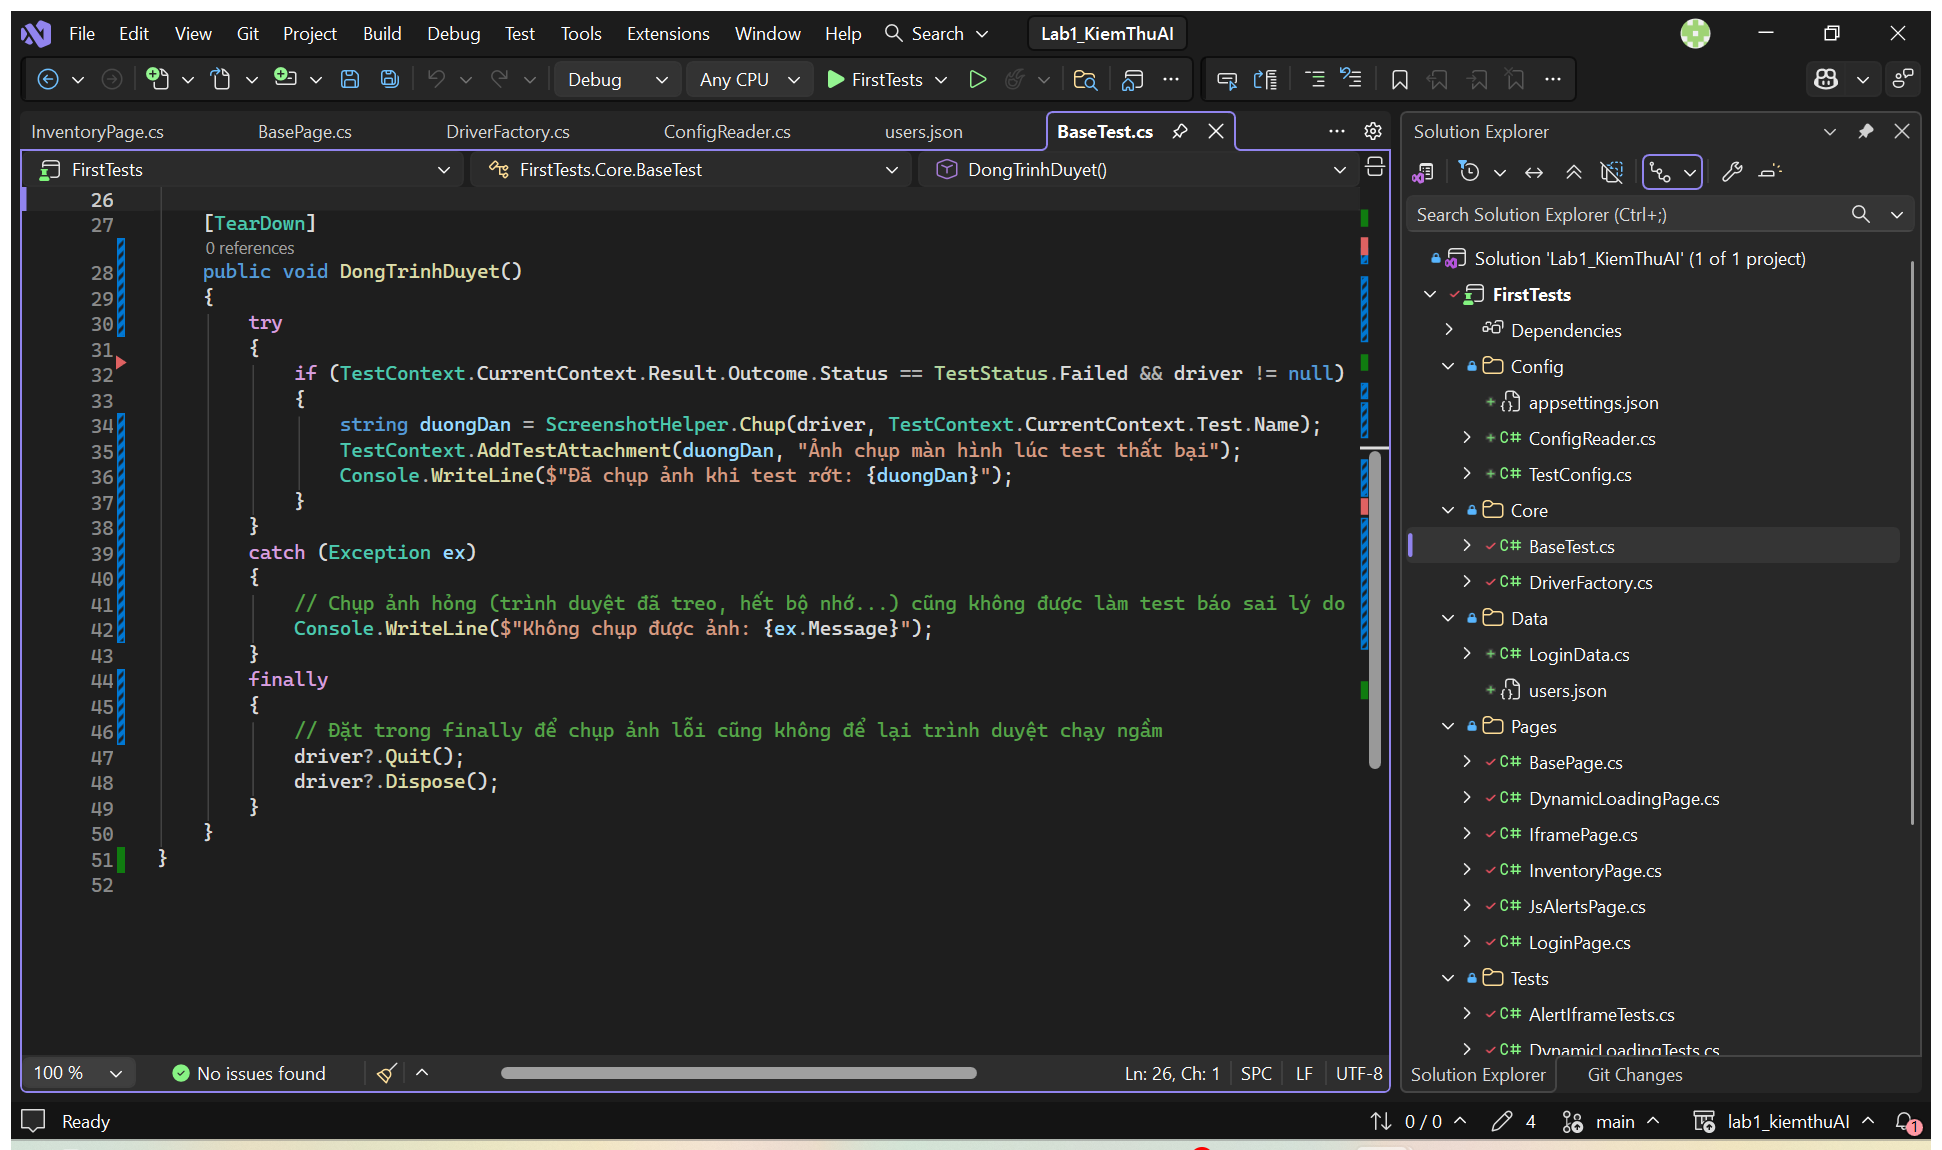 File Edit View Git Project Build Debug Test Tools Extensions Window Help Search Lab1_KiemThuAI
Debug Any CPU FirstTests
InventoryPage.cs BasePage.cs DriverFactory.cs ConfigReader.cs users.json BaseTest.cs
FirstTests FirstTests.Core.BaseTest DongTrinhDuyet()
26
27 [TearDown]
0 references
28 public void DongTrinhDuyet()
29 {
30 try
31 {
32 if (TestContext.CurrentContext.Result.Outcome.Status == TestStatus.Failed && driver != null)
33 {
34 string duongDan = ScreenshotHelper.Chup(driver, TestContext.CurrentContext.Test.Name);
35 TestContext.AddTestAttachment(duongDan, "Ảnh chụp màn hình lúc test thất bại");
36 Console.WriteLine($"Đã chụp ảnh khi test rớt: {duongDan}");
37 }
38 }
39 catch (Exception ex)
40 {
41 // Chụp ảnh hỏng (trình duyệt đã treo, hết bộ nhớ...) cũng không được làm test báo sai lý do
42 Console.WriteLine($"Không chụp được ảnh: {ex.Message}");
43 }
44 finally
45 {
46 // Đặt trong finally để chụp ảnh lỗi cũng không để lại trình duyệt chạy ngầm
47 driver?.Quit();
48 driver?.Dispose();
49 }
50 }
51 }
52
100 % No issues found Ln: 26, Ch: 1 SPC LF UTF-8
Solution Explorer
Search Solution Explorer (Ctrl+;)
Solution 'Lab1_KiemThuAI' (1 of 1 project)
FirstTests
Dependencies
Config
appsettings.json
C# ConfigReader.cs
C# TestConfig.cs
Core
C# BaseTest.cs
C# DriverFactory.cs
Data
C# LoginData.cs
users.json
Pages
C# BasePage.cs
C# DynamicLoadingPage.cs
C# IframePage.cs
C# InventoryPage.cs
C# JsAlertsPage.cs
C# LoginPage.cs
Tests
C# AlertIframeTests.cs
C# DynamicLoadingTests.cs
Solution Explorer Git Changes
Ready 0 / 0 4 main lab1_kiemthuAI 1